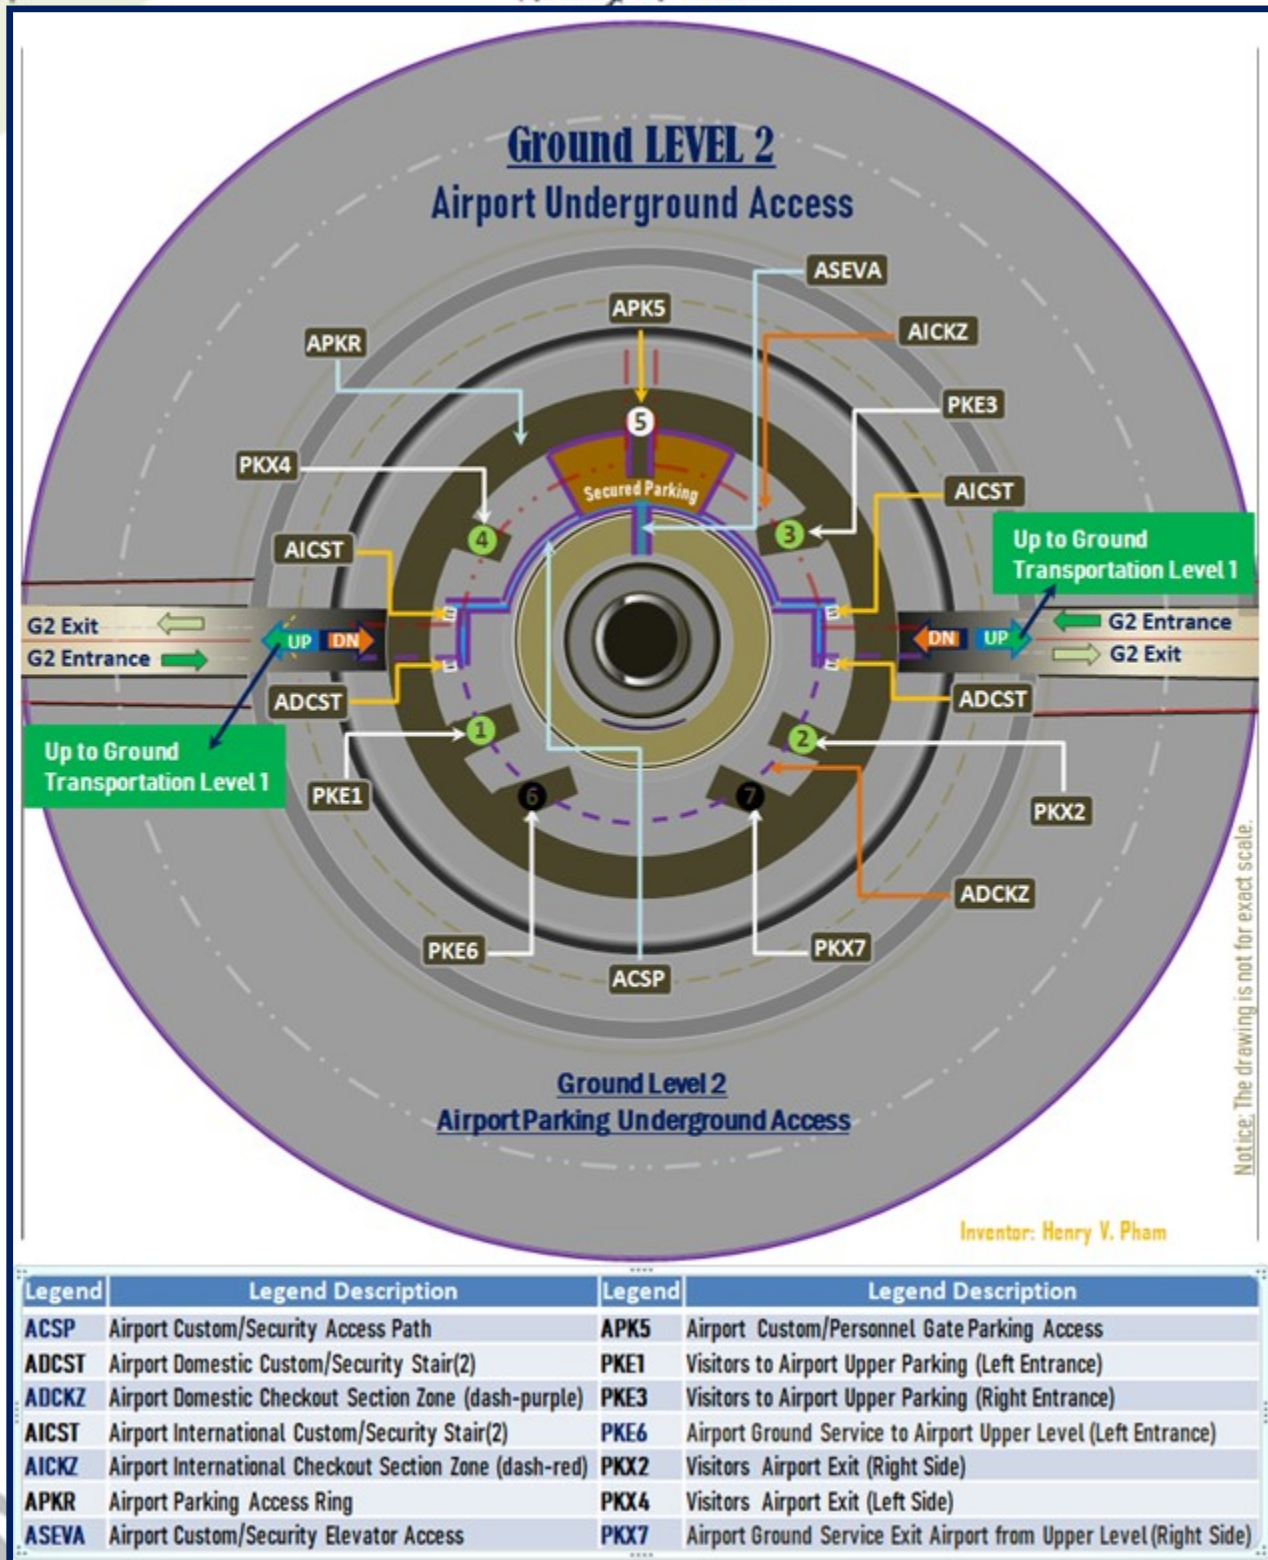 Ground LEVEL 2
Airport Underground Access
ASEVA
APK5
AICKZ
APKR
PKE3
5
PKX4
AICST
Secured Parking
4
3
AICST
Up to Ground
Transportation Level 1
G2 Exit
UP
DN
DN
UP
G2 Entrance
G2 Entrance
G2 Exit
ADCST
ADCST
1
2
Up to Ground
Transportation Level 1
PKE1
6
7
PKX2
ADCKZ
PKE6
PKX7
ACSP
Ground Level 2
Airport Parking Underground Access
Notice: The drawing is not for exact scale.
Inventor: Henry V. Pham
Legend Legend Description Legend Legend Description
ACSP Airport Custom/Security Access Path APK5 Airport Custom/Personnel Gate Parking Access
ADCST Airport Domestic Custom/Security Stair(2) PKE1 Visitors to Airport Upper Parking (Left Entrance)
ADCKZ Airport Domestic Checkout Section Zone (dash-purple) PKE3 Visitors to Airport Upper Parking (Right Entrance)
AICST Airport International Custom/Security Stair(2) PKE6 Airport Ground Service to Airport Upper Level (Left Entrance)
AICKZ Airport International Checkout Section Zone (dash-red) PKX2 Visitors Airport Exit (Right Side)
APKR Airport Parking Access Ring PKX4 Visitors Airport Exit (Left Side)
ASEVA Airport Custom/Security Elevator Access PKX7 Airport Ground Service Exit Airport from Upper Level (Right Side)